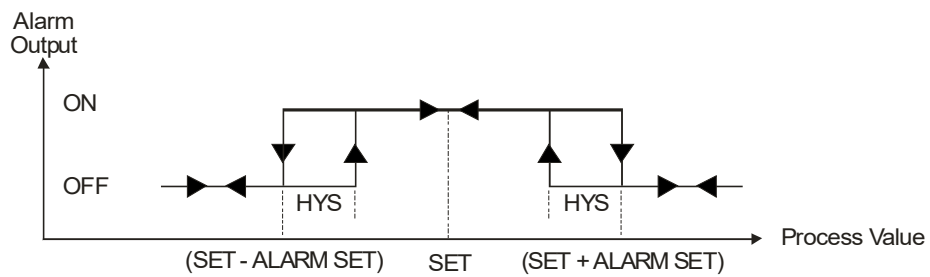 Alarm
Output
ON
OFF
HYS
HYS
Process Value
(SET - ALARM SET)
SET
(SET + ALARM SET)